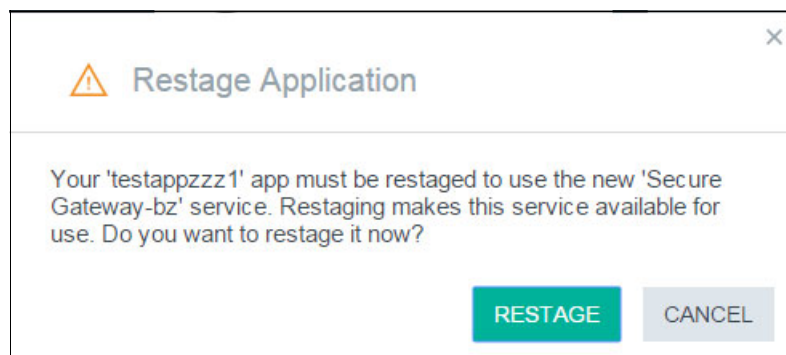 Restage Application
Your 'testappzzz1' app must be restaged to use the new 'Secure
Gateway-bz' service. Restaging makes this service available for
use. Do you want to restage it now?
RESTAGE CANCEL